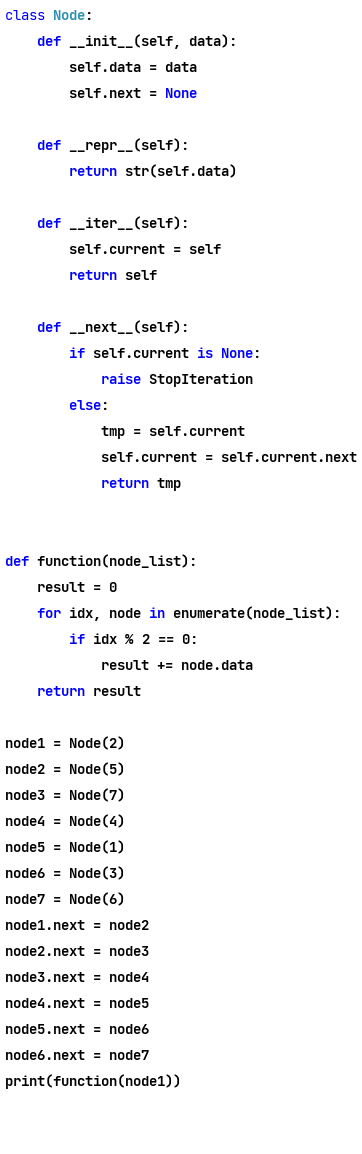 class Node:
    def __init__(self, data):
        self.data = data
        self.next = None

    def __repr__(self):
        return str(self.data)

    def __iter__(self):
        self.current = self
        return self

    def __next__(self):
        if self.current is None:
            raise StopIteration
        else:
            tmp = self.current
            self.current = self.current.next
            return tmp


def function(node_list):
    result = 0
    for idx, node in enumerate(node_list):
        if idx % 2 == 0:
            result += node.data
    return result

node1 = Node(2)
node2 = Node(5)
node3 = Node(7)
node4 = Node(4)
node5 = Node(1)
node6 = Node(3)
node7 = Node(6)
node1.next = node2
node2.next = node3
node3.next = node4
node4.next = node5
node5.next = node6
node6.next = node7
print(function(node1))